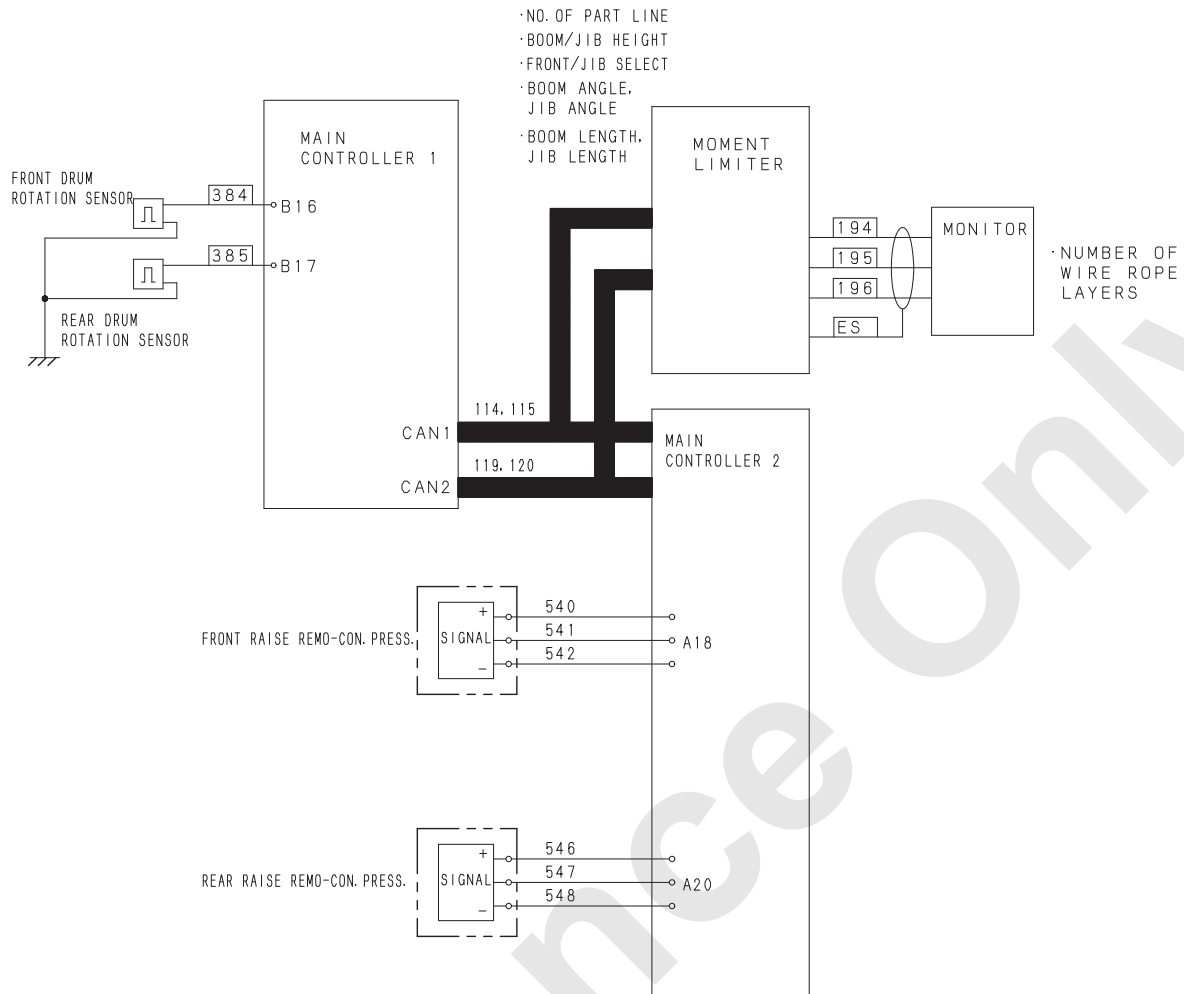 ·NO. OF PART LINE
·BOOM/JIB HEIGHT
·FRONT/JIB SELECT
·BOOM ANGLE,
JIB ANGLE
·BOOM LENGTH,
JIB LENGTH
MAIN
CONTROLLER 1
MOMENT
LIMITER
FRONT DRUM
ROTATION SENSOR
384
B16
385
B17
REAR DRUM
ROTATION SENSOR
194
195
196
ES
MONITOR
·NUMBER OF
WIRE ROPE
LAYERS
114, 115
CAN1
119, 120
CAN2
MAIN
CONTROLLER 2
FRONT RAISE REMO-CON. PRESS.
+
SIGNAL
−
540
541
542
A18
REAR RAISE REMO-CON. PRESS.
+
SIGNAL
−
546
547
548
A20
nce Only